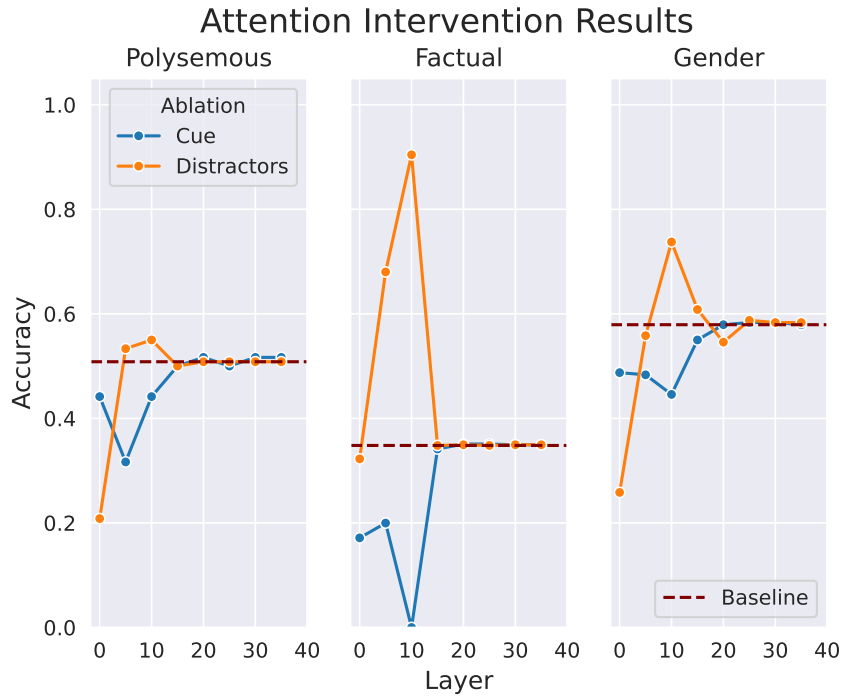 Attention Intervention Results
Polysemous
Factual
Gender
Ablation
Cue
Distractors
Baseline
Accuracy
1.0
0.8
0.6
0.4
0.2
0.0
0 10 20 30 40
0 10 20 30 40
0 10 20 30 40
Layer